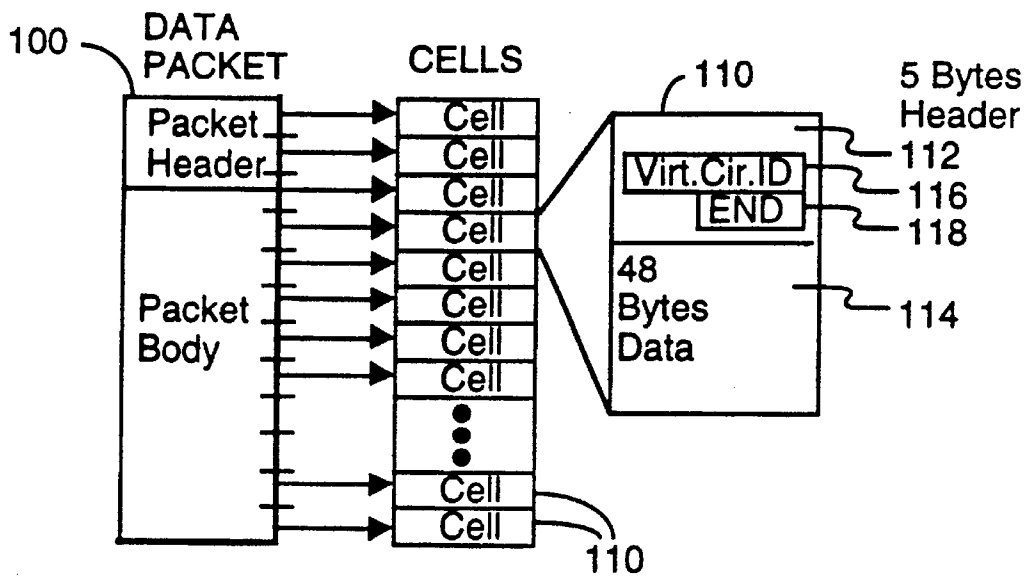 100
DATA
PACKET
Packet
Header
Packet
Body
CELLS
Cell
Cell
Cell
Cell
Cell
Cell
Cell
Cell
Cell
Cell
110
110
5 Bytes
Header
112
Virt.Cir.ID
116
END
118
48
Bytes
Data
114